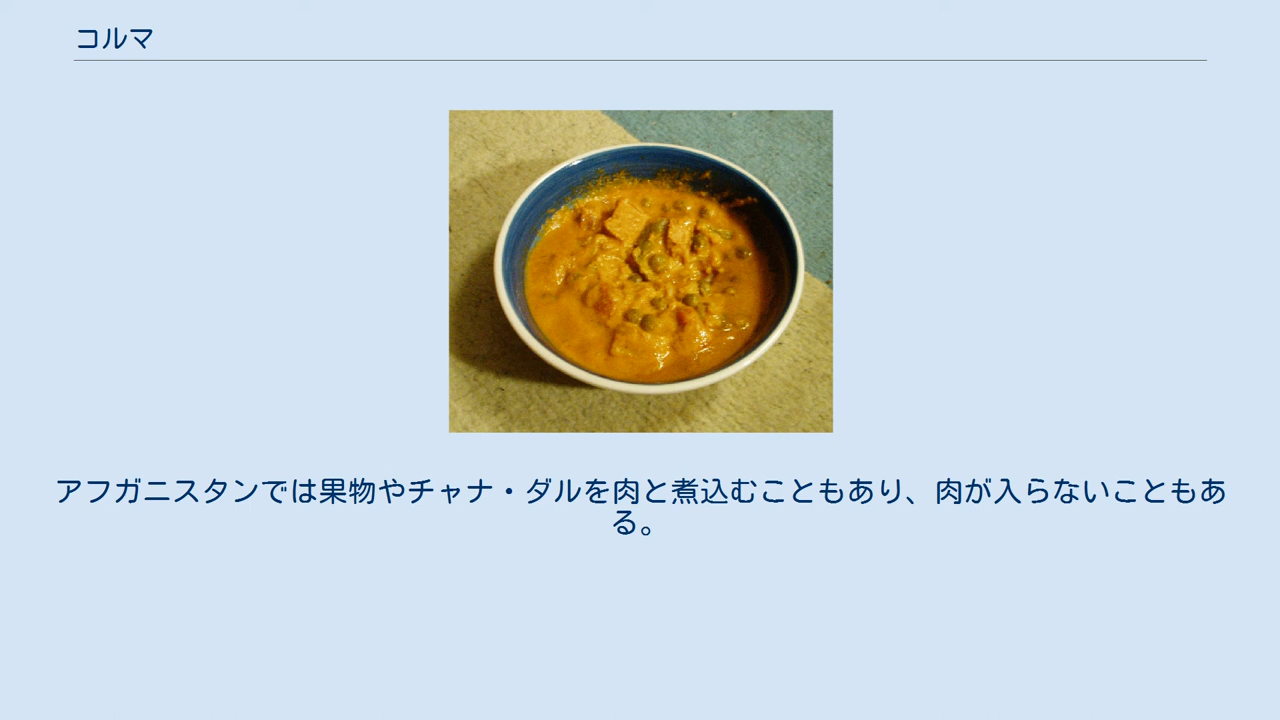 コルマ
アフガニスタンでは果物やチャナ・ダルを肉と煮込むこともあり、肉が入らないこともあ
る。